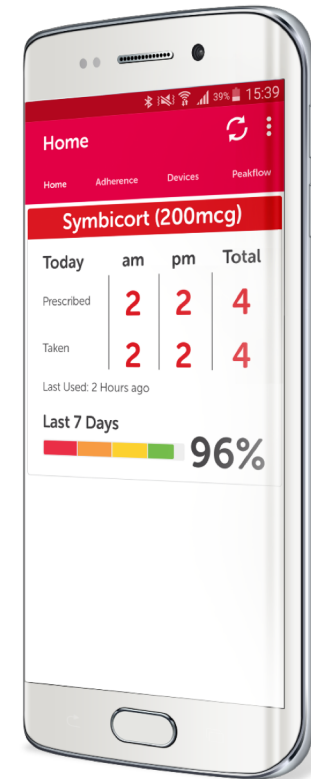 39% 15:39
Home
Home Adherence Devices Peakflow
Symbicort (200mcg)
Today am pm Total
Prescribed 2 2 4
Taken 2 2 4
Last Used: 2 Hours ago
Last 7 Days
96%